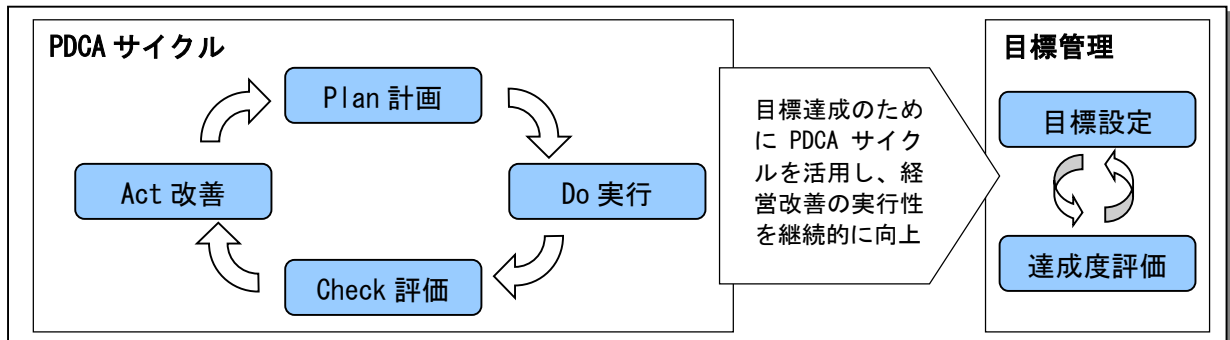 PDCA サイクル
Plan 計画
Act 改善
Do 実行
Check 評価
目標達成のため
に PDCA サイク
ルを活用し、経
営改善の実行性
を継続的に向上
目標管理
目標設定
達成度評価